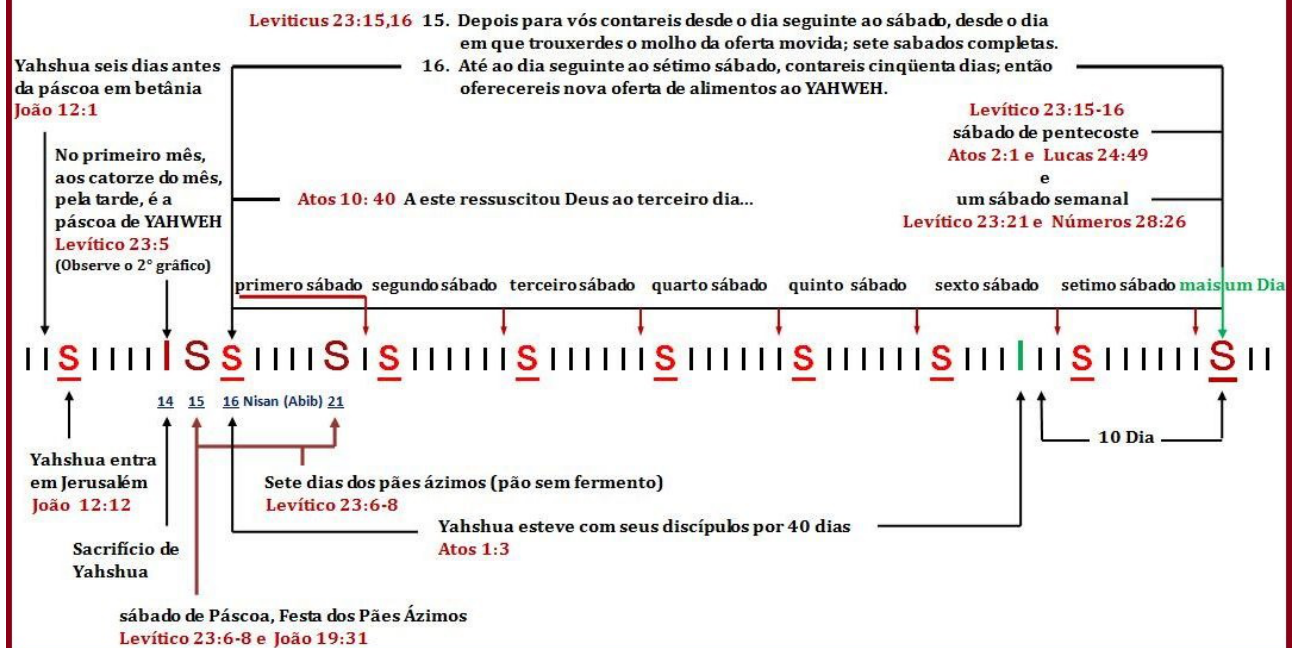 Leviticus 23:15,16 15. Depois para vós contareis desde o dia seguinte ao sábado, desde o dia
em que trouxerdes o molho da oferta movida; sete sabados completas.
16. Até ao dia seguinte ao sétimo sábado, contareis cinqüenta dias; então
oferecereis nova oferta de alimentos ao YAHWEH.
Yahshua seis dias antes
da páscoa em betânia
João 12:1
No primeiro mês,
aos catorze do mês,
pela tarde, é a
páscoa de YAHWEH
Levítico 23:5
(Observe o 2° gráfico)
Atos 10: 40 A este ressuscitou Deus ao terceiro dia...
Levítico 23:15-16
sábado de pentecoste
Atos 2:1 e Lucas 24:49
e
um sábado semanal
Levítico 23:21 e Números 28:26
primero sábado segundo sábado terceiro sábado quarto sábado quinto sábado sexto sábado setimo sábado mais um Dia
I I S I I I I I S S I I I I S I S I I I I I I S I I I I I I S I I I I I I S I I I I I I S I I I I I I S I I I I I I S I I
14 15 16 Nisan (Abib) 21
10 Dia
Yahshua entra
em Jerusalém
João 12:12
Sete dias dos pães ázimos (pão sem fermento)
Levítico 23:6-8
Yahshua esteve com seus discípulos por 40 dias
Atos 1:3
Sacrifício de
Yahshua
sábado de Páscoa, Festa dos Pães Ázimos
Levítico 23:6-8 e João 19:31